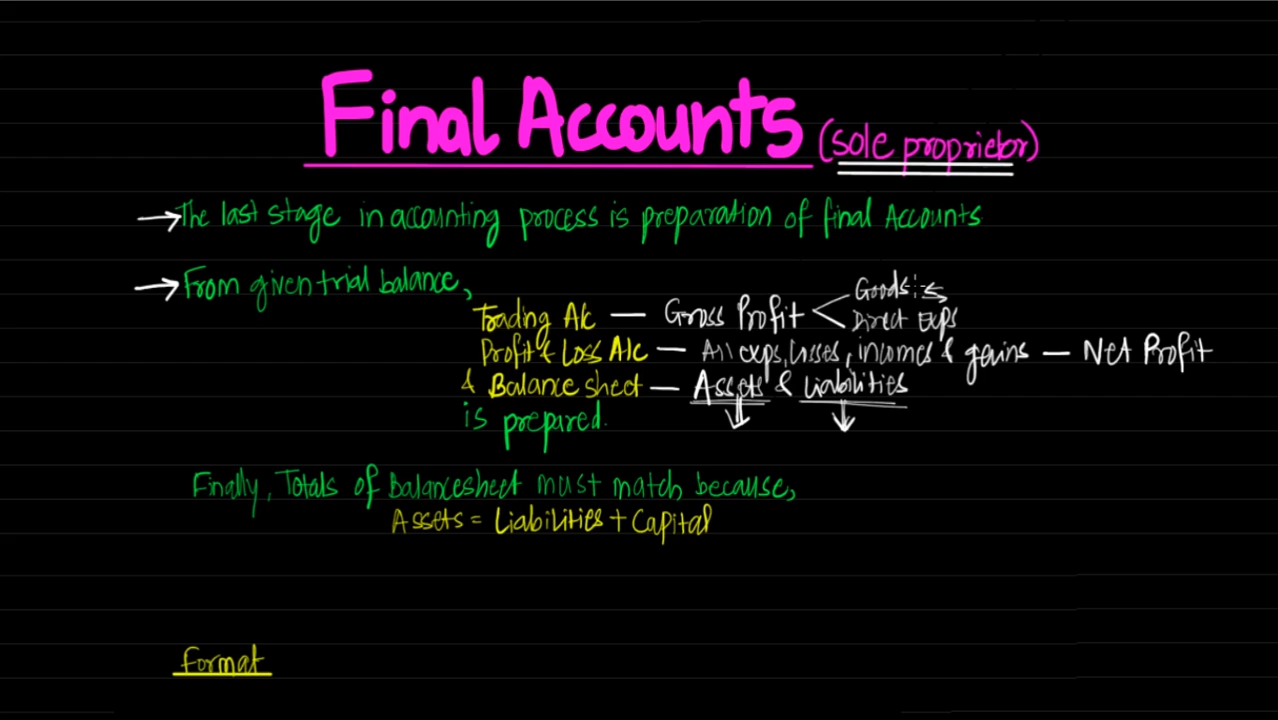 Final Accounts (sole proprietor)
→ The last stage in accounting process is preparation of final Accounts
→ From given trial balance,
Trading A/c — Gross Profit < Goods
Direct Exps
Profit & Loss A/c — All exps, losses, incomes & gains — Net Profit
& Balance sheet — Assets & Liabilities
is prepared.
Finally, Totals of Balancesheet must match because,
Assets = Liabilities + Capital
Format